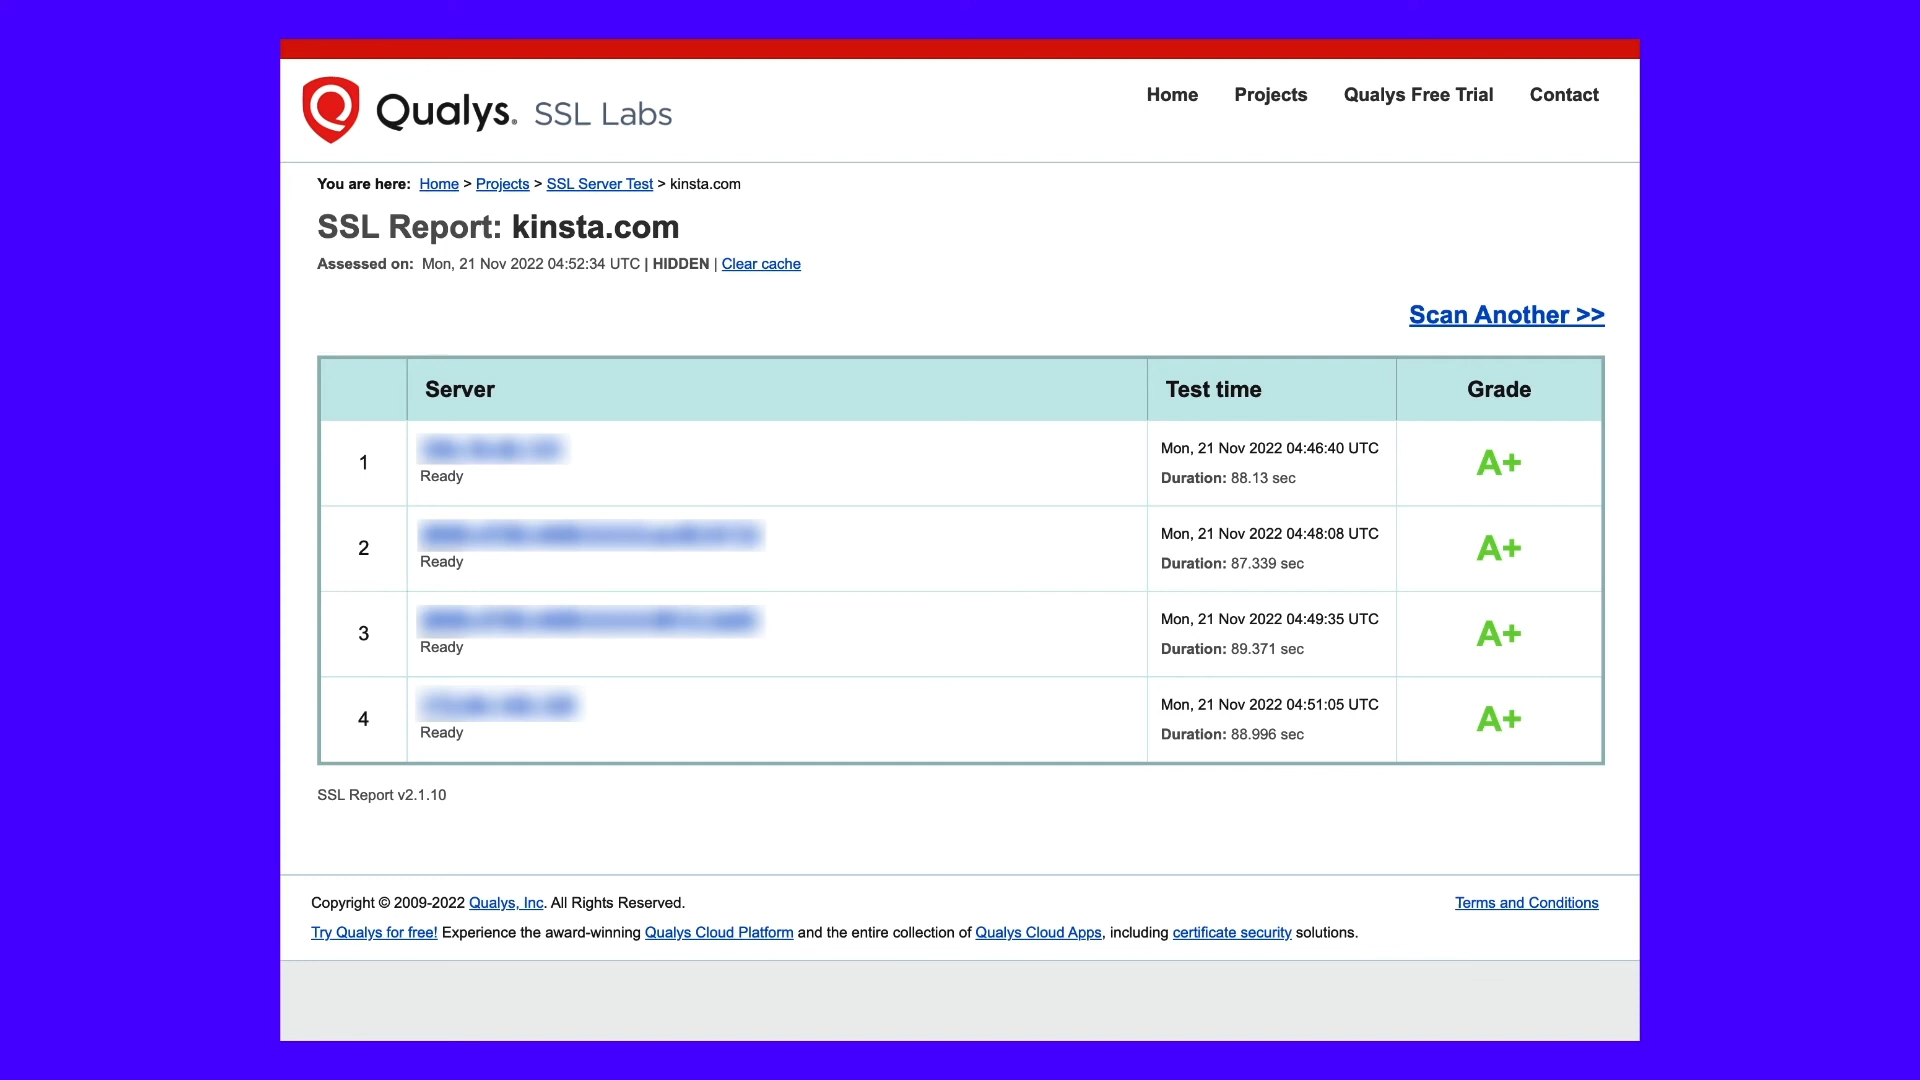 Qualys. SSL Labs
Home Projects Qualys Free Trial Contact
You are here: Home > Projects > SSL Server Test > kinsta.com
SSL Report: kinsta.com
Assessed on: Mon, 21 Nov 2022 04:52:34 UTC | HIDDEN | Clear cache
Scan Another >>
Server Test time Grade
1
Ready
Mon, 21 Nov 2022 04:46:40 UTC
Duration: 88.13 sec
A+
2
Ready
Mon, 21 Nov 2022 04:48:08 UTC
Duration: 87.339 sec
A+
3
Ready
Mon, 21 Nov 2022 04:49:35 UTC
Duration: 89.371 sec
A+
4
Ready
Mon, 21 Nov 2022 04:51:05 UTC
Duration: 88.996 sec
A+
SSL Report v2.1.10
Copyright © 2009-2022 Qualys, Inc. All Rights Reserved.
Terms and Conditions
Try Qualys for free! Experience the award-winning Qualys Cloud Platform and the entire collection of Qualys Cloud Apps, including certificate security solutions.